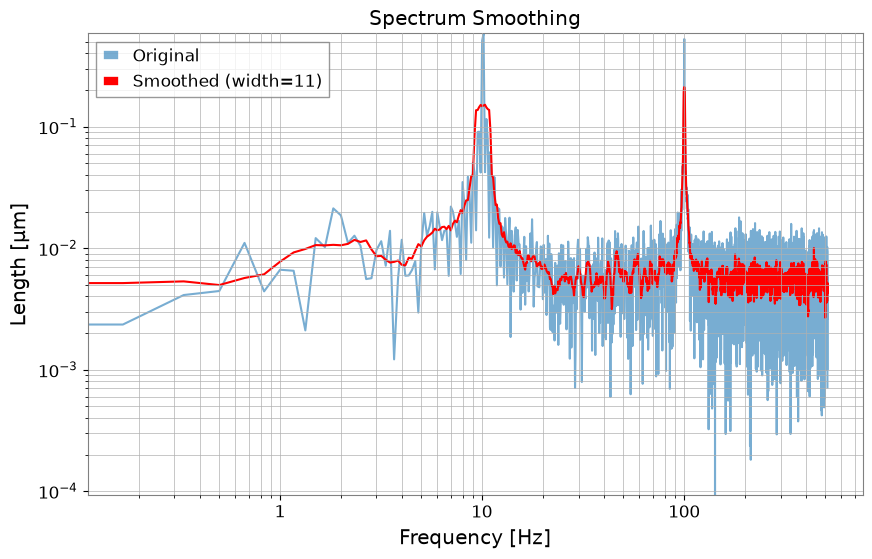 Spectrum Smoothing
Original
Smoothed (width=11)
Length [µm]
10⁻¹
10⁻²
10⁻³
10⁻⁴
1 10 100
Frequency [Hz]